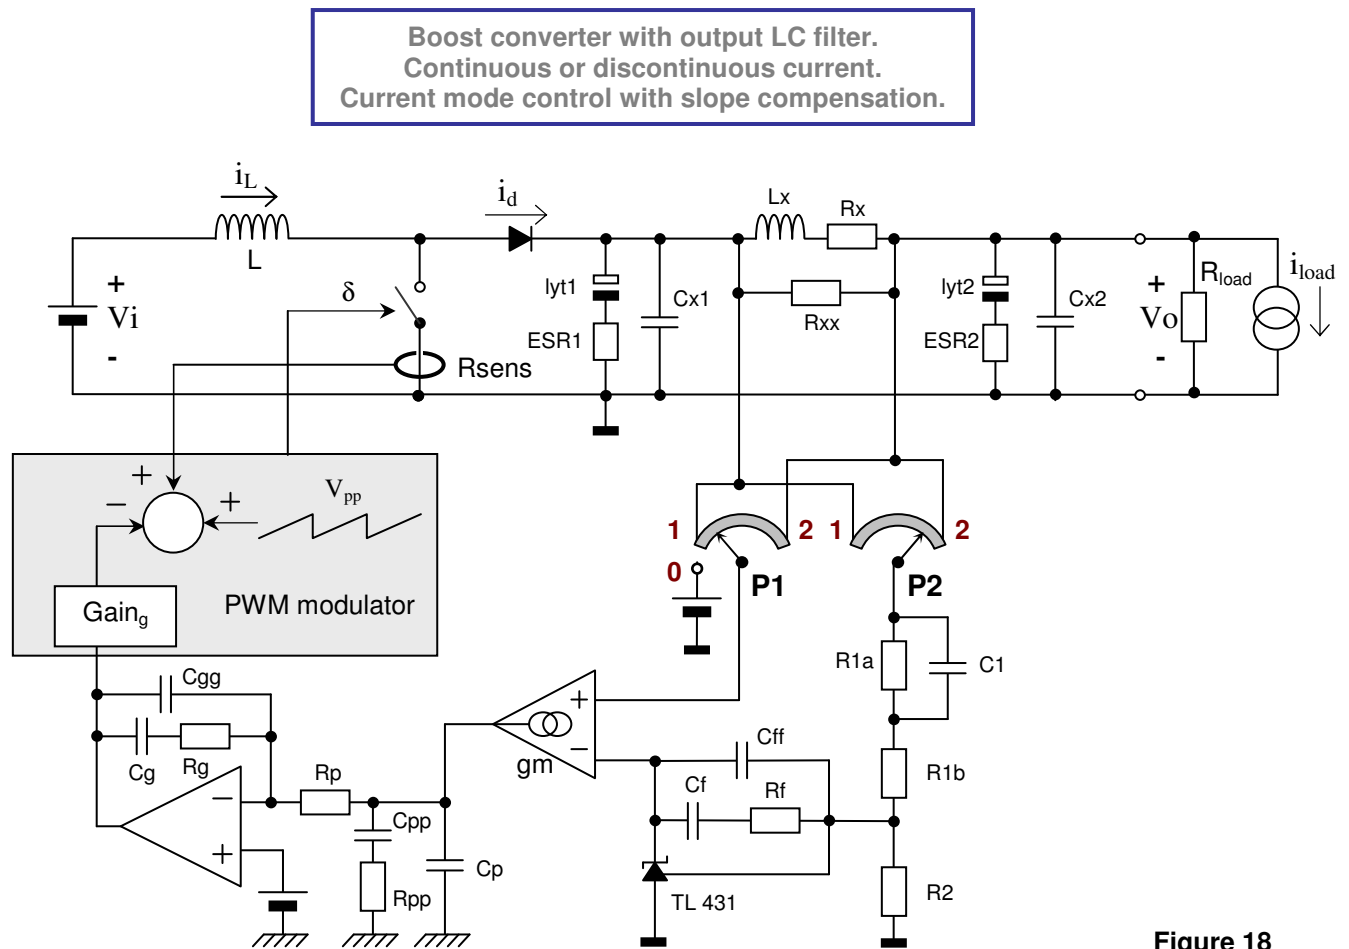 Boost converter with output LC filter.
Continuous or discontinuous current.
Current mode control with slope compensation.
iL
id
Lx
Rx
L
δ
lyt1
Cx1
Rxx
lyt2
Cx2
Rload
iload
+
Vi
-
ESR1
ESR2
+
Vo
-
Rsens
+
−
+
Vpp
1
2
1
2
0
P1
P2
Gaing
PWM modulator
R1a
C1
Cgg
Cg
Rg
Rp
+
−
gm
Cff
Cf
Rf
R1b
−
+
Cpp
Rpp
Cp
TL 431
R2
Figure 18